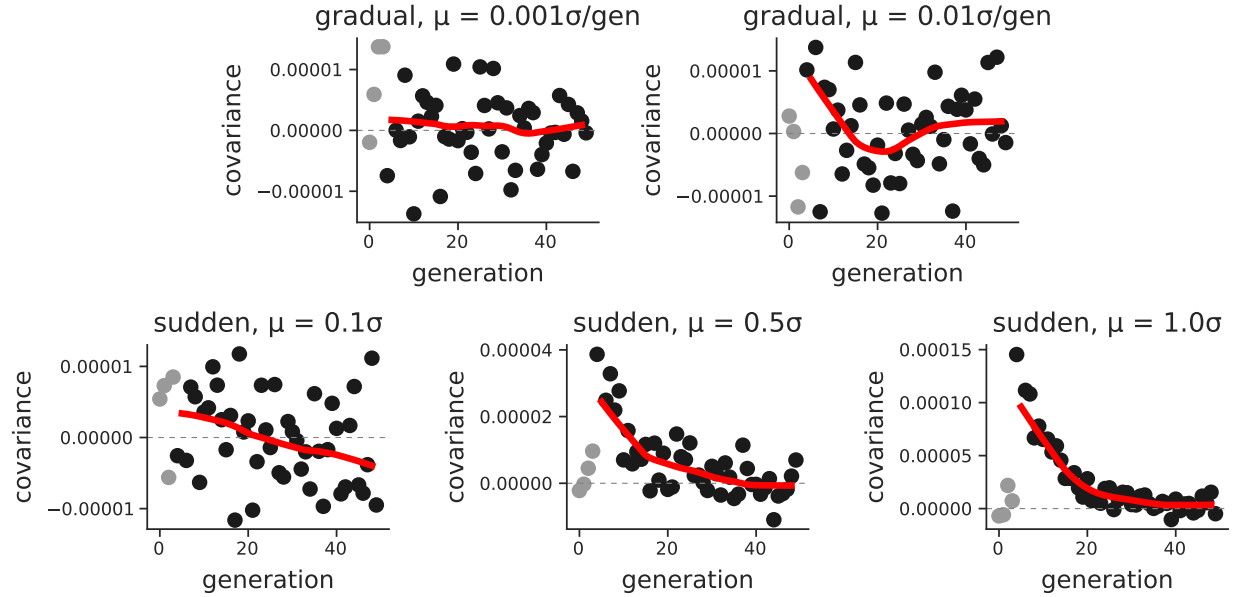 gradual, μ = 0.001σ/gen
gradual, μ = 0.01σ/gen
covariance
0.00001
0.00000
−0.00001
0
20
40
generation
covariance
0.00001
0.00000
−0.00001
0
20
40
generation
sudden, μ = 0.1σ
sudden, μ = 0.5σ
sudden, μ = 1.0σ
covariance
0.00001
0.00000
−0.00001
0
20
40
generation
covariance
0.00004
0.00002
0.00000
0
20
40
generation
covariance
0.00015
0.00010
0.00005
0.00000
0
20
40
generation